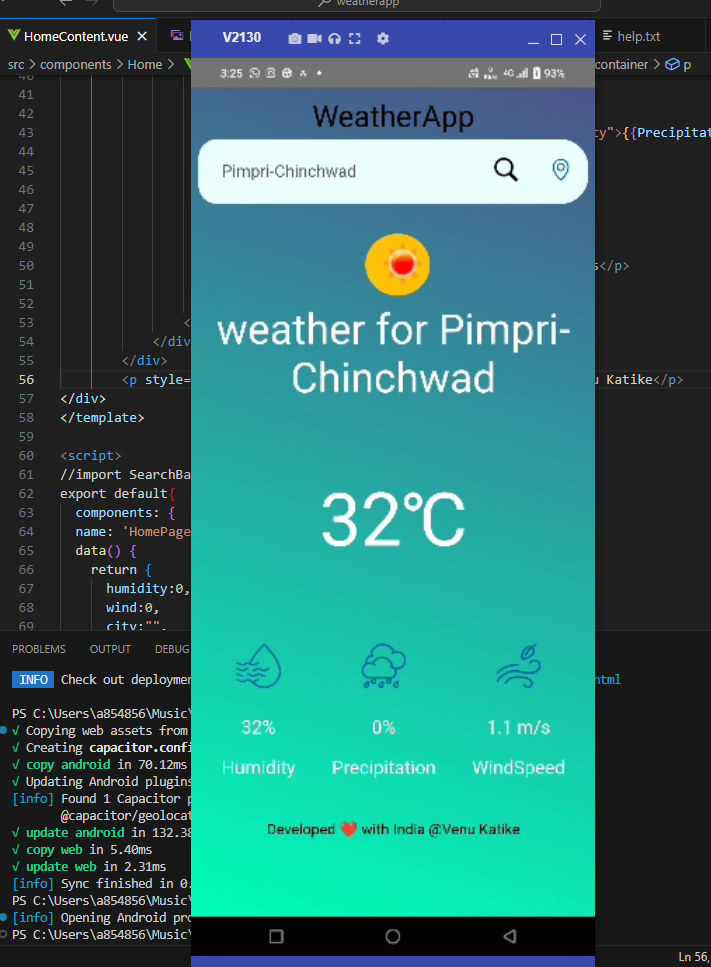 weatherapp
HomeContent.vue
help.txt
src > components > Home >
container > p
V2130
3:25
4G 93%
WeatherApp
Pimpri-Chinchwad
weather for Pimpri-
Chinchwad
32°C
32% 0% 1.1 m/s
Humidity Precipitation WindSpeed
Developed ❤️ with India @Venu Katike
41
42
43 ty">{{Precipitat
44
45
46
47
48
49
50 s</p>
51
52
53 <
54 </div
55 </div>
56 <p style= u Katike</p>
57 </div>
58 </template>
59
60 <script>
61 //import SearchBa
62 export default{
63 components: {
64 name: 'HomePage
65 data() {
66 return {
67 humidity:0,
68 wind:0,
69 city:"",
PROBLEMS OUTPUT DEBUG
INFO Check out deploymen html
PS C:\Users\a854856\Music\
√ Copying web assets from
√ Creating capacitor.confi
√ copy android in 70.12ms
√ Updating Android plugins
[info] Found 1 Capacitor p
@capacitor/geolocat
√ update android in 132.38
√ copy web in 5.40ms
√ update web in 2.31ms
[info] Sync finished in 0.
PS C:\Users\a854856\Music\
[info] Opening Android pro
PS C:\Users\a854856\Music\
Ln 56,